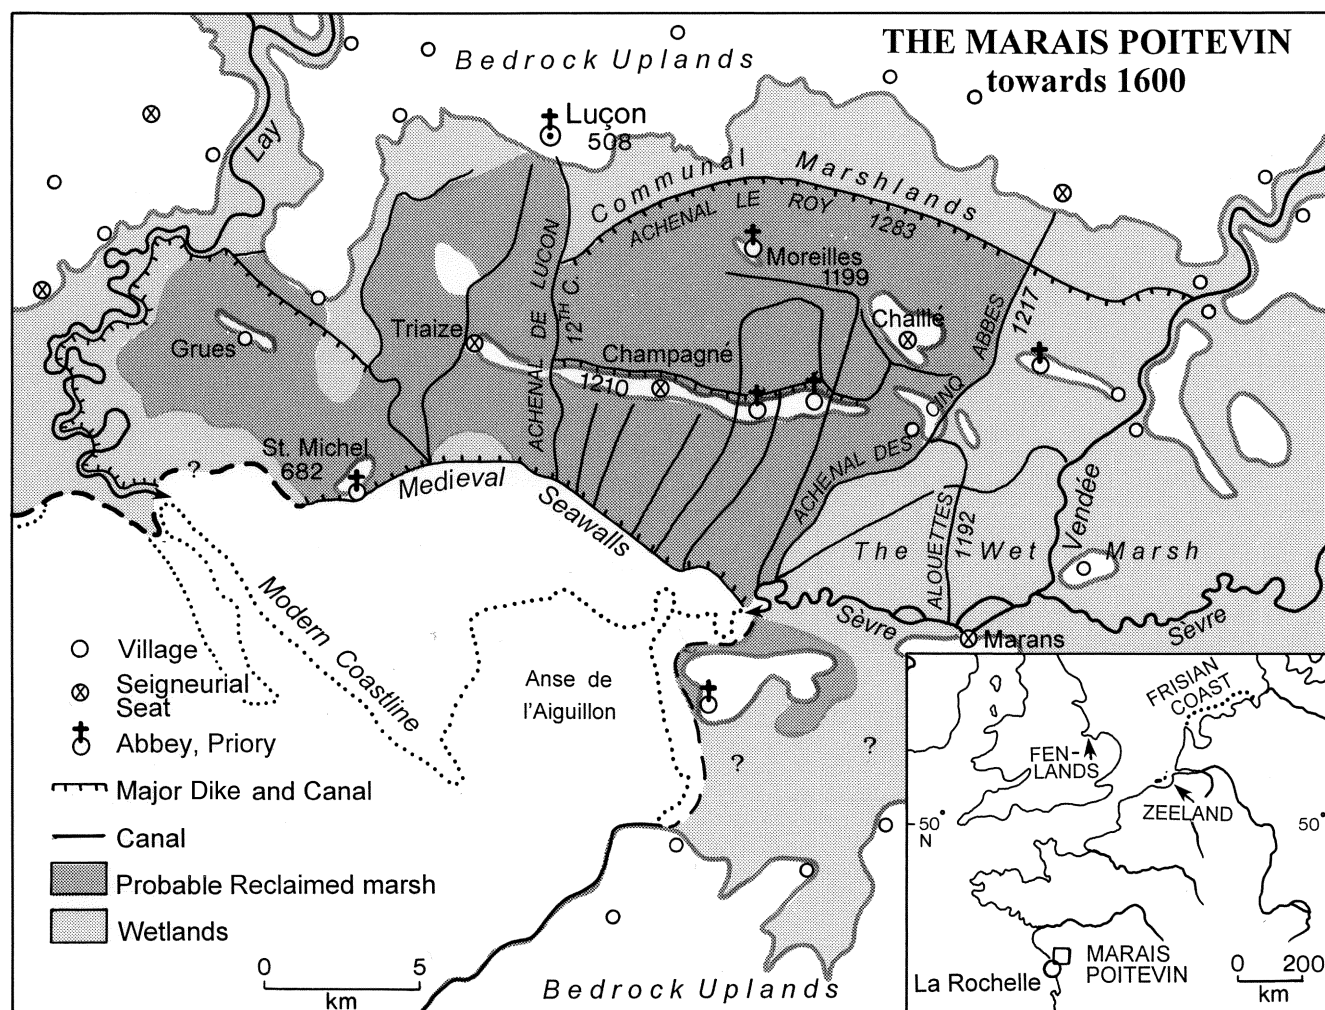 THE MARAIS POITEVIN
towards 1600
Bedrock Uplands
Luçon
508
Lay
Communal Marshlands
ACHENAL LE ROY 1283
Moreilles
1199
ACHENAL DE LUÇON
12TH C.
Triaize
Grues
Champagné
1210
Chaillé
ACHENAL DES INQ ABBES
1217
St. Michel
682
?
Medieval Seawalls
ALOUETTES
1192
The Wet Marsh
Vendée
Sèvre
Sèvre
Marans
Modern Coastline
Anse de
l'Aiguillon
?
?
Village
Seigneurial
Seat
Abbey, Priory
Major Dike and Canal
Canal
Probable Reclaimed marsh
Wetlands
0 5
km
Bedrock Uplands
FRISIAN
COAST
FEN-
LANDS
ZEELAND
50°
N
50°
MARAIS
POITEVIN
La Rochelle
0 200
km